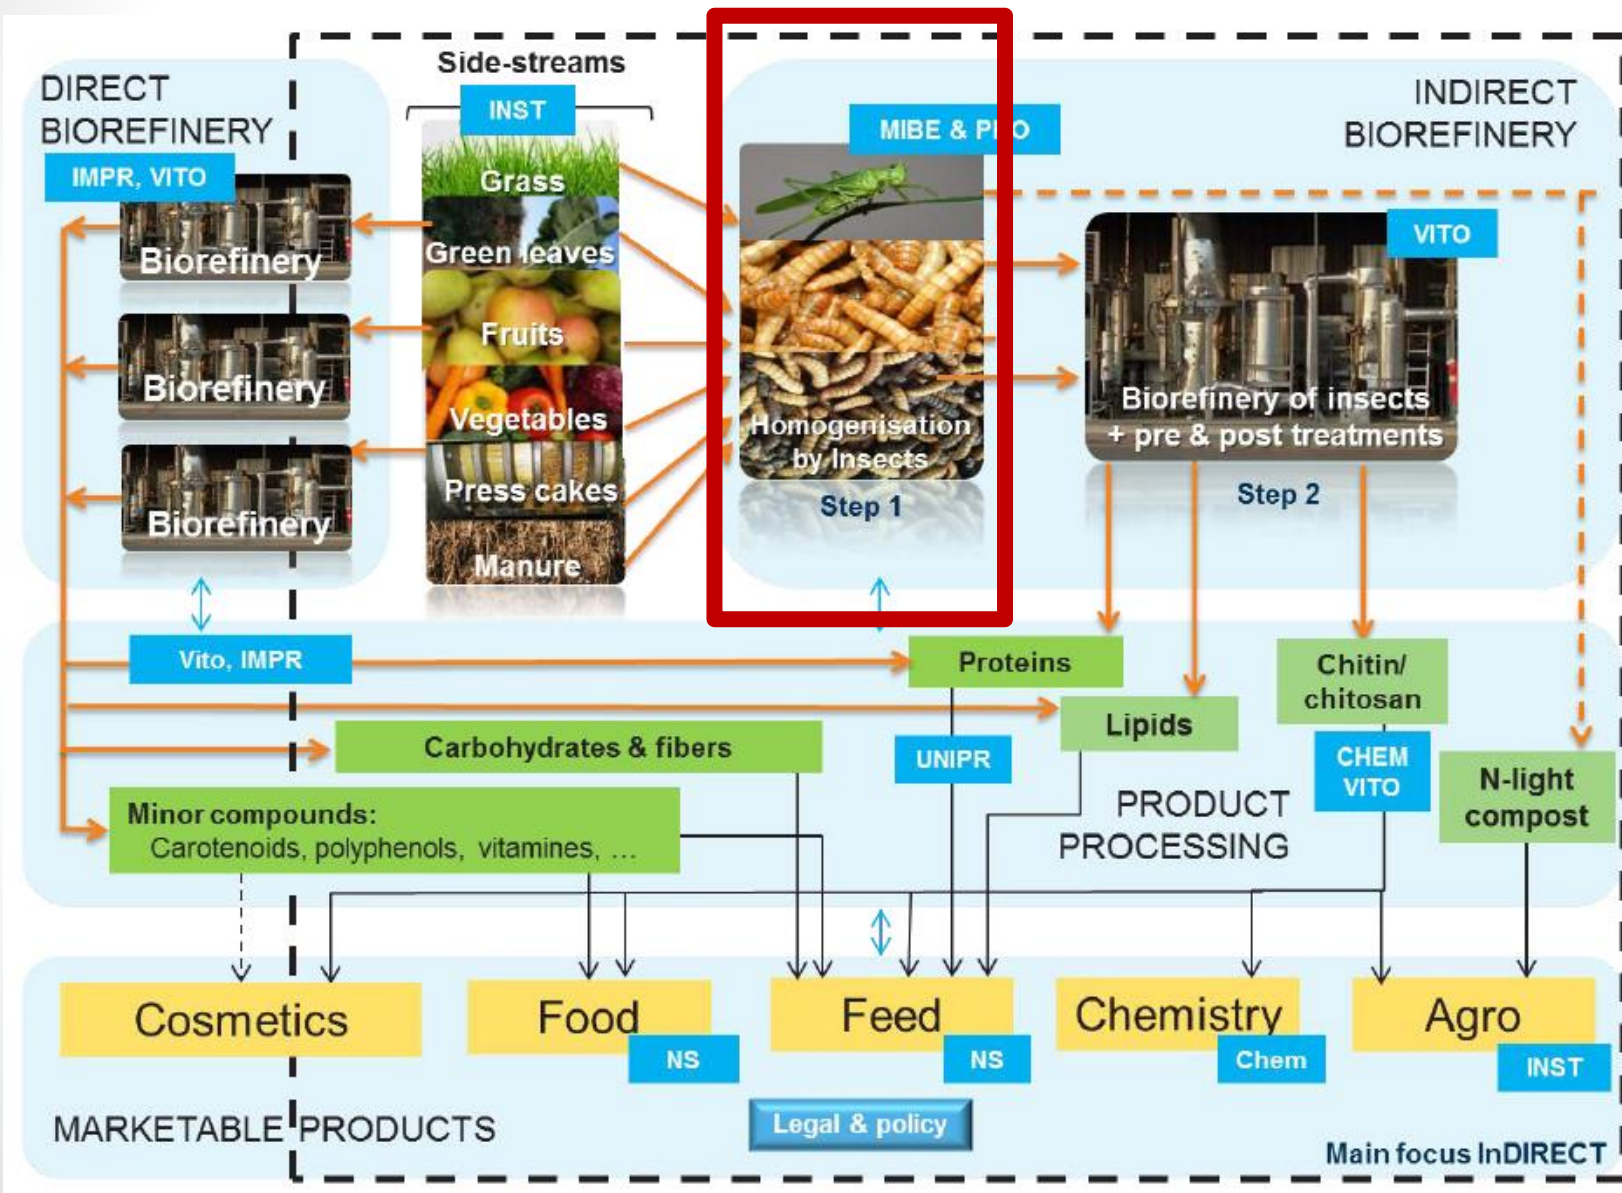 Side-streams
DIRECT
BIOREFINERY
INST
INDIRECT
BIOREFINERY
MIBE &
IMPR, VITO
Grass
VITO
Biorefinery
Green leaves
Fruits
Biorefinery
Vegetables
Homogenisation
by Insects
Biorefinery of insects
+ pre & post treatments
Press cakes
Step 1
Step 2
Biorefinery
Manure
Vito, IMPR
Proteins
Chitin/
chitosan
Lipids
Carbohydrates & fibers
UNIPR
CHEM
VITO
N-light
compost
Minor compounds:
Carotenoids, polyphenols, vitamines, ...
PRODUCT
PROCESSING
Cosmetics
Food
Feed
Chemistry
Agro
NS
NS
Chem
INST
MARKETABLE PRODUCTS
Legal & policy
Main focus InDIRECT